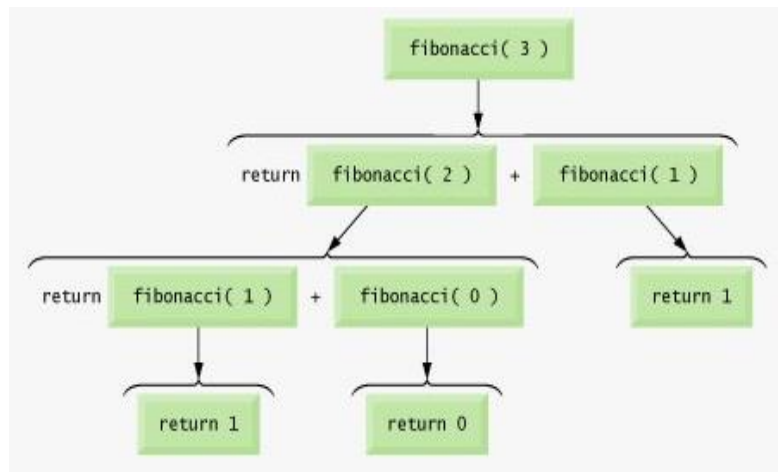 fibonacci( 3 )
return fibonacci( 2 ) + fibonacci( 1 )
return fibonacci( 1 ) + fibonacci( 0 ) return 1
return 1 return 0